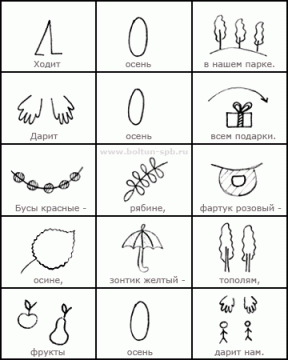 Ходит осень в нашем парке.
Дарит осень всем подарки.
www.boltun-spb.ru
Бусы красные - рябине, фартук розовый -
осине, зонтик желтый - тополям,
фрукты осень дарит нам.